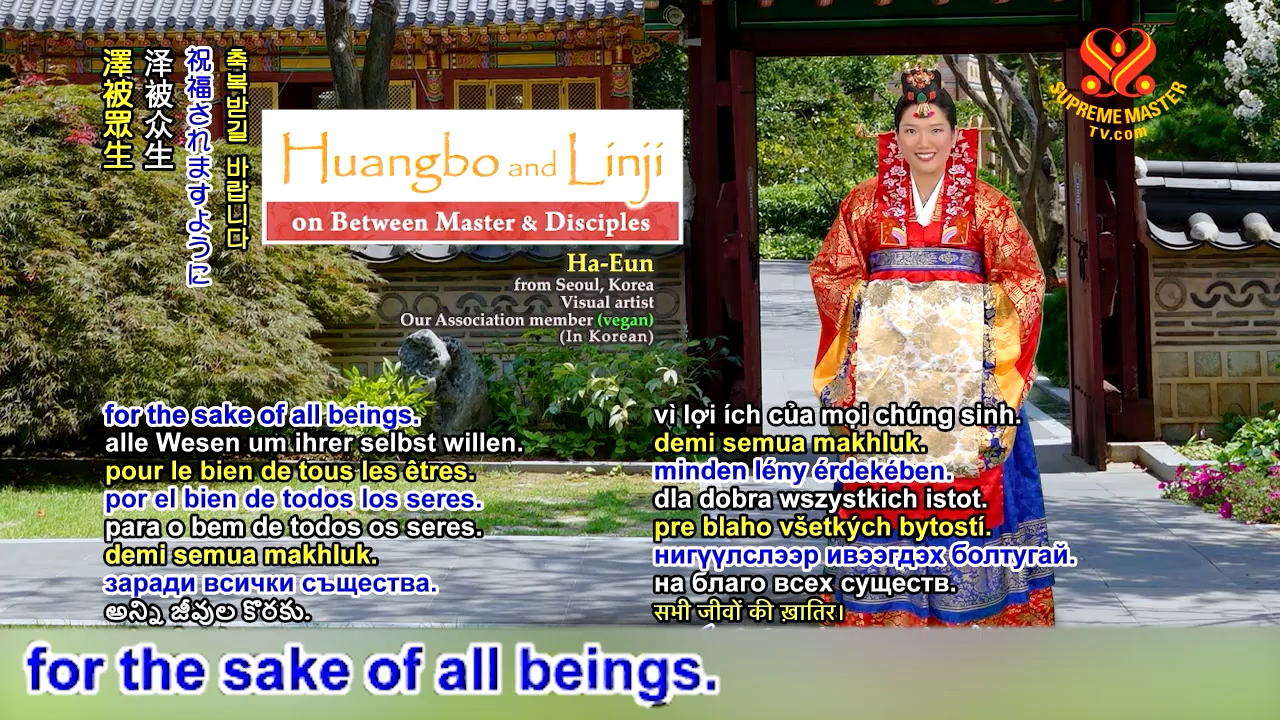 澤被眾生
泽被众生
祝福されますように
축복받길 바랍니다
Huangbo and Linji
on Between Master & Disciples
Ha-Eun
from Seoul, Korea
Visual artist
Our Association member (vegan)
(In Korean)
SUPREME MASTER
TV.com
for the sake of all beings.
alle Wesen um ihrer selbst willen.
pour le bien de tous les êtres.
por el bien de todos los seres.
para o bem de todos os seres.
demi semua makhluk.
заради всички същества.
అన్ని జీవుల కొరకు.
vì lợi ích của mọi chúng sinh.
demi semua makhluk.
minden lény érdekében.
dla dobra wszystkich istot.
pre blaho všetkých bytostí.
нигүүлслээр ивээгдэх болтугай.
на благо всех существ.
सभी जीवों की ख़ातिर।
for the sake of all beings.